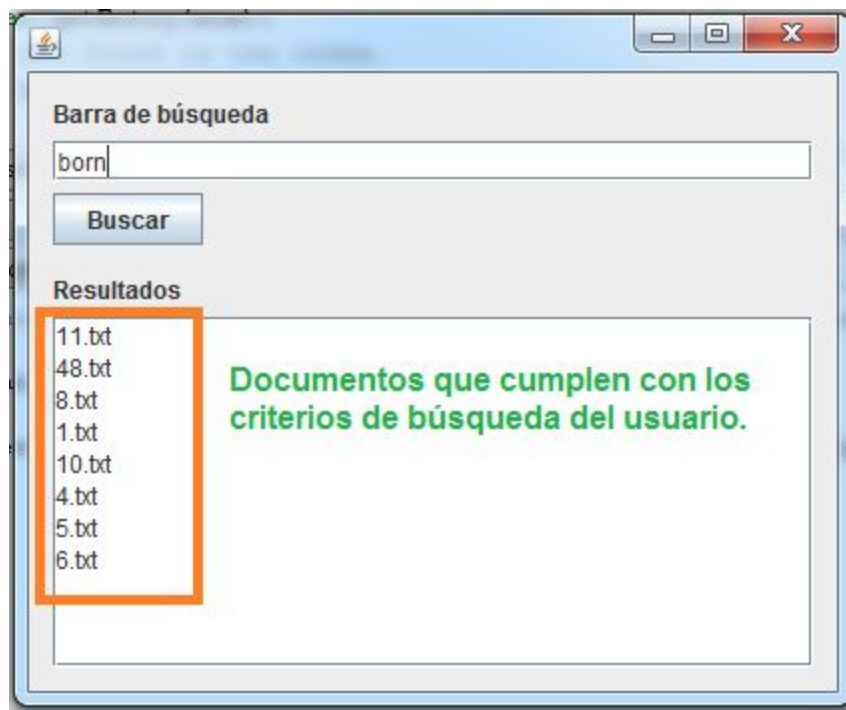 Barra de búsqueda
born
Buscar
Resultados
11.txt
48.txt
8.txt
1.txt
10.txt
4.txt
5.txt
6.txt
Documentos que cumplen con los
criterios de búsqueda del usuario.